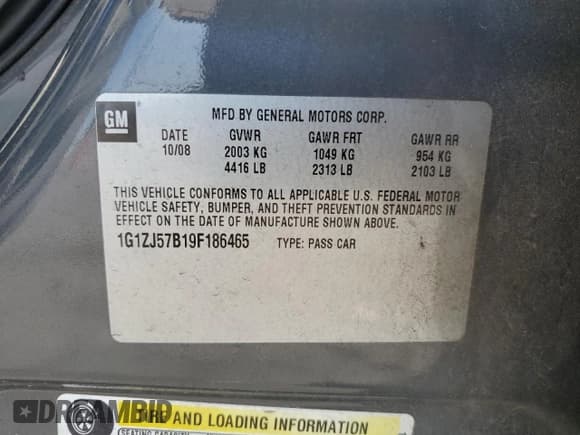 GM
MFD BY GENERAL MOTORS CORP.
DATE GVWR GAWR FRT GAWR RR
10/08 2003 KG 1049 KG 954 KG
4416 LB 2313 LB 2103 LB
THIS VEHICLE CONFORMS TO ALL APPLICABLE U.S. FEDERAL MOTOR
VEHICLE SAFETY, BUMPER, AND THEFT PREVENTION STANDARDS IN
EFFECT ON THE DATE OF MANUFACTURE SHOWN ABOVE.
1G1ZJ57B19F186465 TYPE: PASS CAR
TIRE AND LOADING INFORMATION
SEATING CAPACITY
DREAMBID